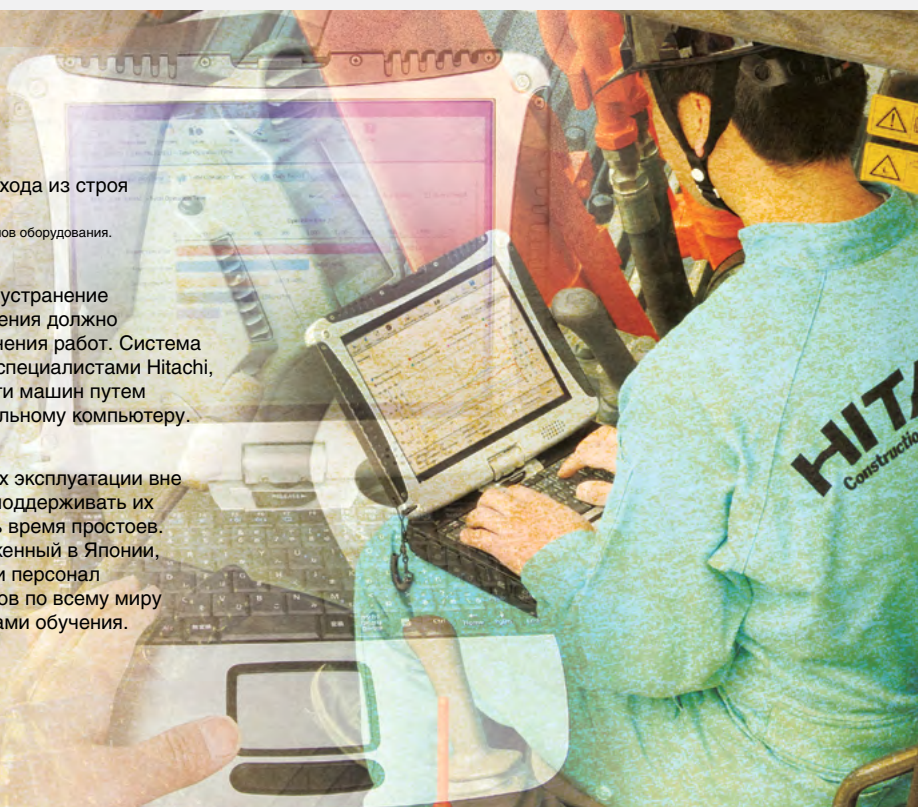 хода из строя
ов оборудования.
устранение
ения должно
нения работ. Система
специалистами Hitachi,
ти машин путем
льному компьютеру.
х эксплуатации вне
поддерживать их
ь время простоев.
женный в Японии,
и персонал
ов по всему миру
ами обучения.
HITA
Construction